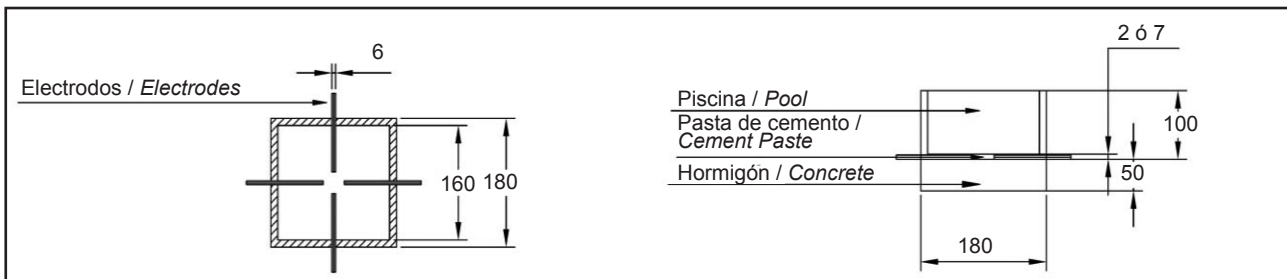 6
Electrodos / Electrodes
160
180
2 ó 7
Piscina / Pool
Pasta de cemento /
Cement Paste
Hormigón / Concrete
100
50
180